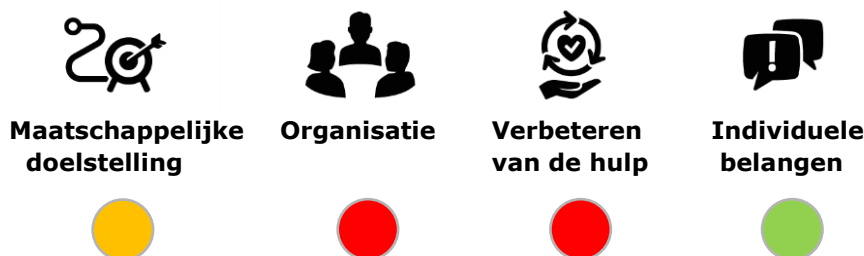 Maatschappelijke doelstelling
Organisatie
Verbeteren van de hulp
Individuele belangen